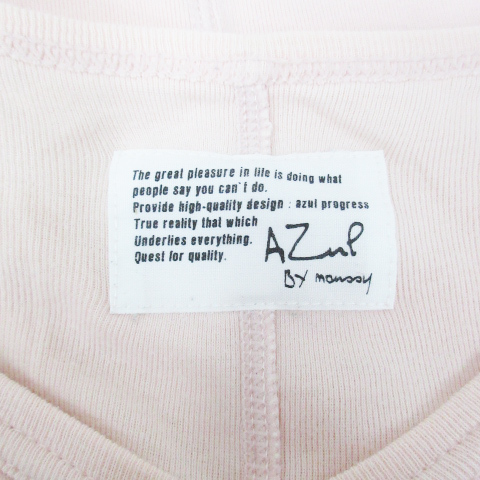 The great pleasure in life is doing what
people say you can't do.
Provide high-quality design : azul progress
True reality that which
Underlies everything.
Quest for quality.
AZUL
BY moussy